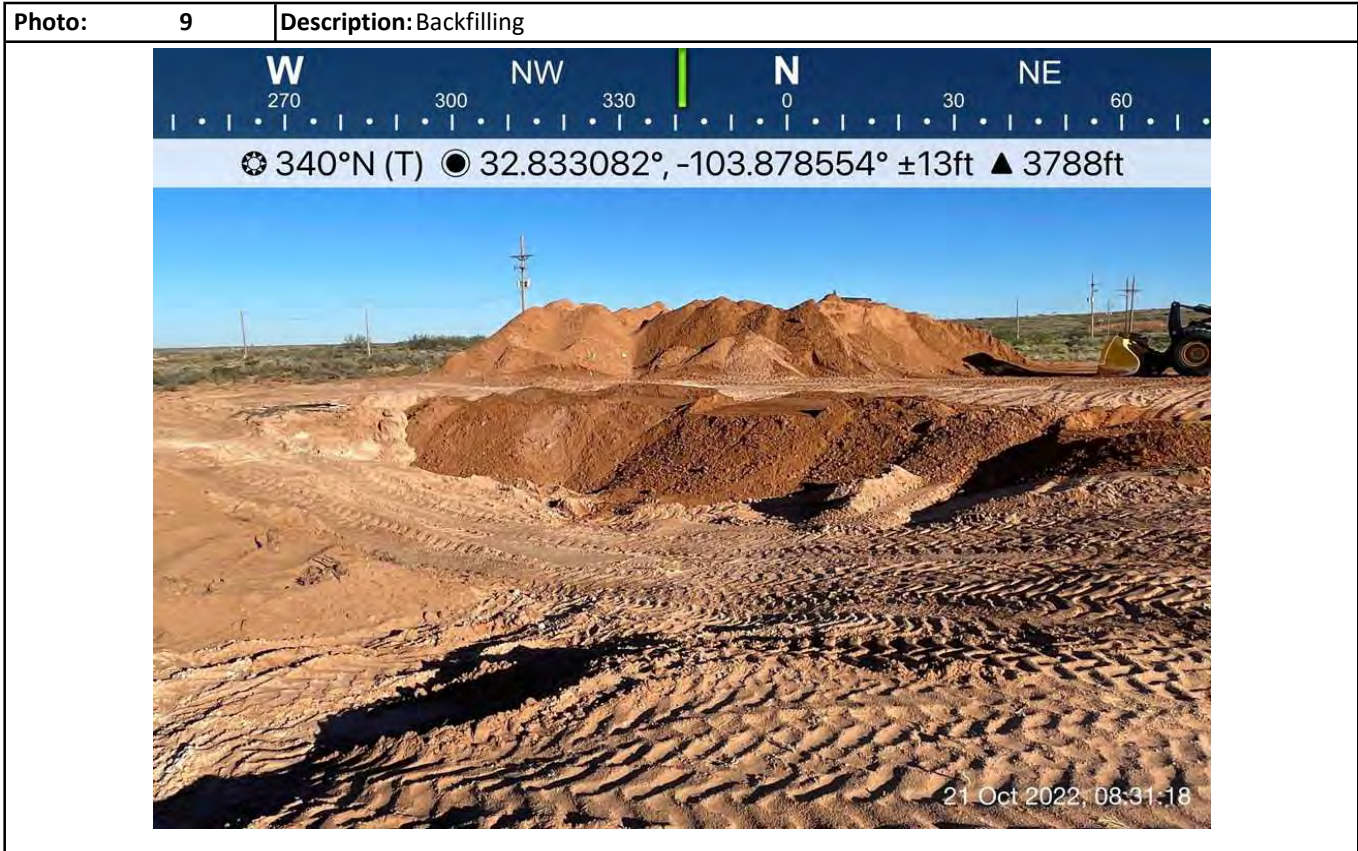 Photo: 9 Description: Backfilling
W NW N NE
270 300 330 0 30 60
340°N (T) 32.833082°, -103.878554° ±13ft ▲ 3788ft
21 Oct 2022, 08:31:18